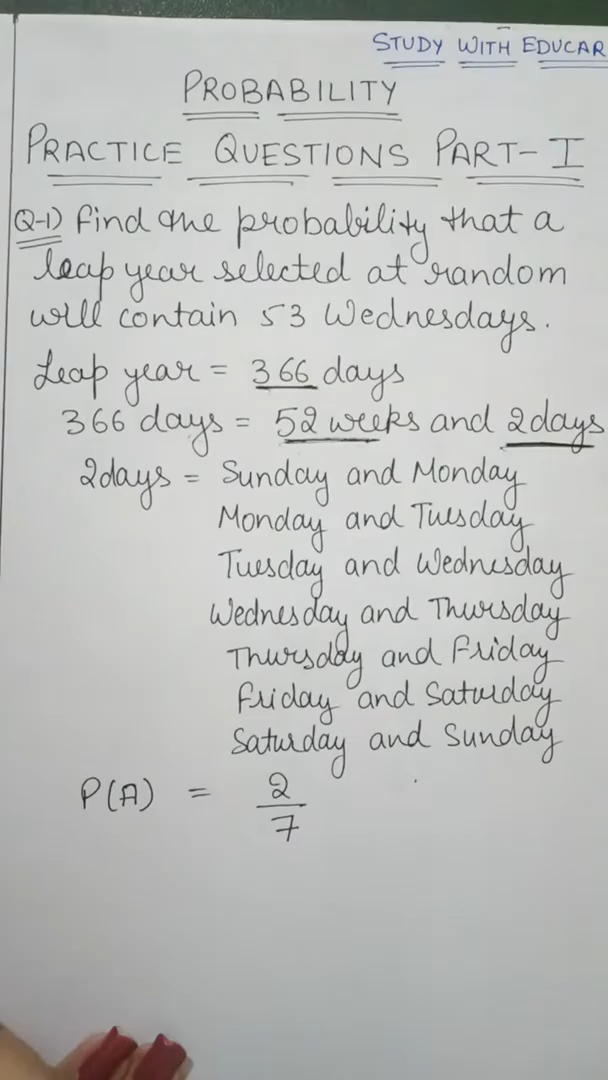 STUDY WITH EDUCAR
PROBABILITY
PRACTICE QUESTIONS PART-I
Q-1) Find the probability that a
leap year selected at random
will contain 53 Wednesdays.
Leap year = 366 days
366 days = 52 weeks and 2 days
2 days = Sunday and Monday
Monday and Tuesday
Tuesday and Wednesday
Wednesday and Thursday
Thursday and Friday
Friday and Saturday
Saturday and Sunday
P(A) = 2/7